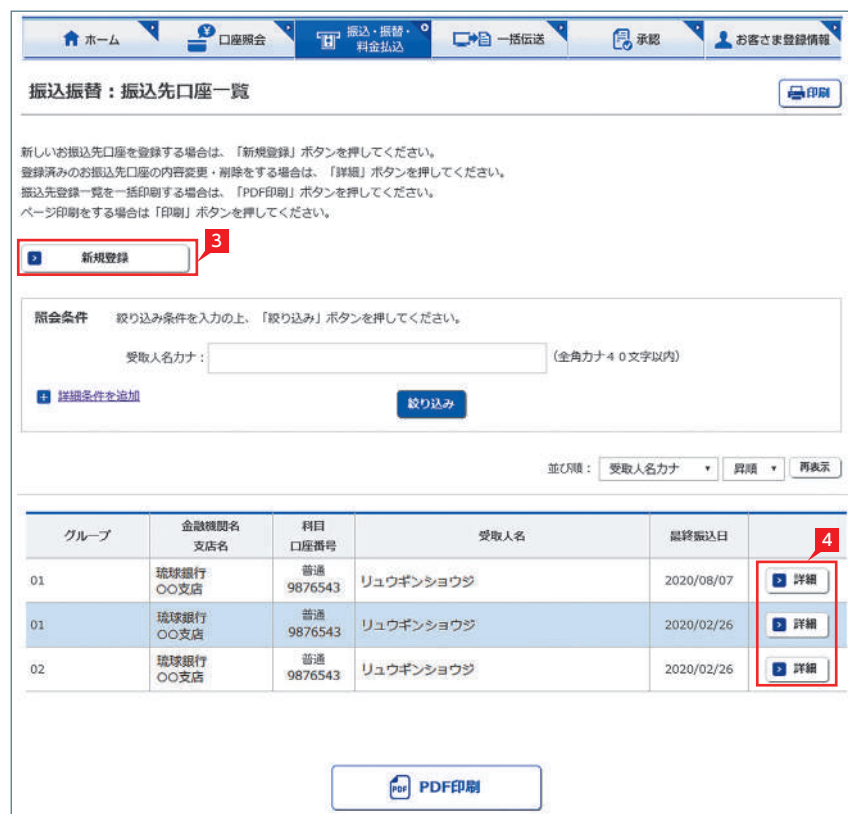 ホーム
口座照会
振込・振替・
料金払込
一括伝送
承認
お客さま登録情報
振込振替：振込先口座一覧
印刷
新しいお振込先口座を登録する場合は、「新規登録」ボタンを押してください。
登録済みのお振込先口座の内容変更・削除をする場合は、「詳細」ボタンを押してください。
振込先登録一覧を一括印刷する場合は、「PDF印刷」ボタンを押してください。
ページ印刷をする場合は「印刷」ボタンを押してください。
3
新規登録
照会条件 絞り込み条件を入力の上、「絞り込み」ボタンを押してください。
受取人名カナ： (全角カナ４０文字以内)
詳細条件を追加
絞り込み
並び順： 受取人名カナ 昇順 再表示
グループ 金融機関名 科目 受取人名 最終振込日
支店名 口座番号
4
01 琉球銀行 普通 リュウギンショウジ 2020/08/07 詳細
〇〇支店 9876543
01 琉球銀行 普通 リュウギンショウジ 2020/02/26 詳細
〇〇支店 9876543
02 琉球銀行 普通 リュウギンショウジ 2020/02/26 詳細
〇〇支店 9876543
PDF PDF印刷